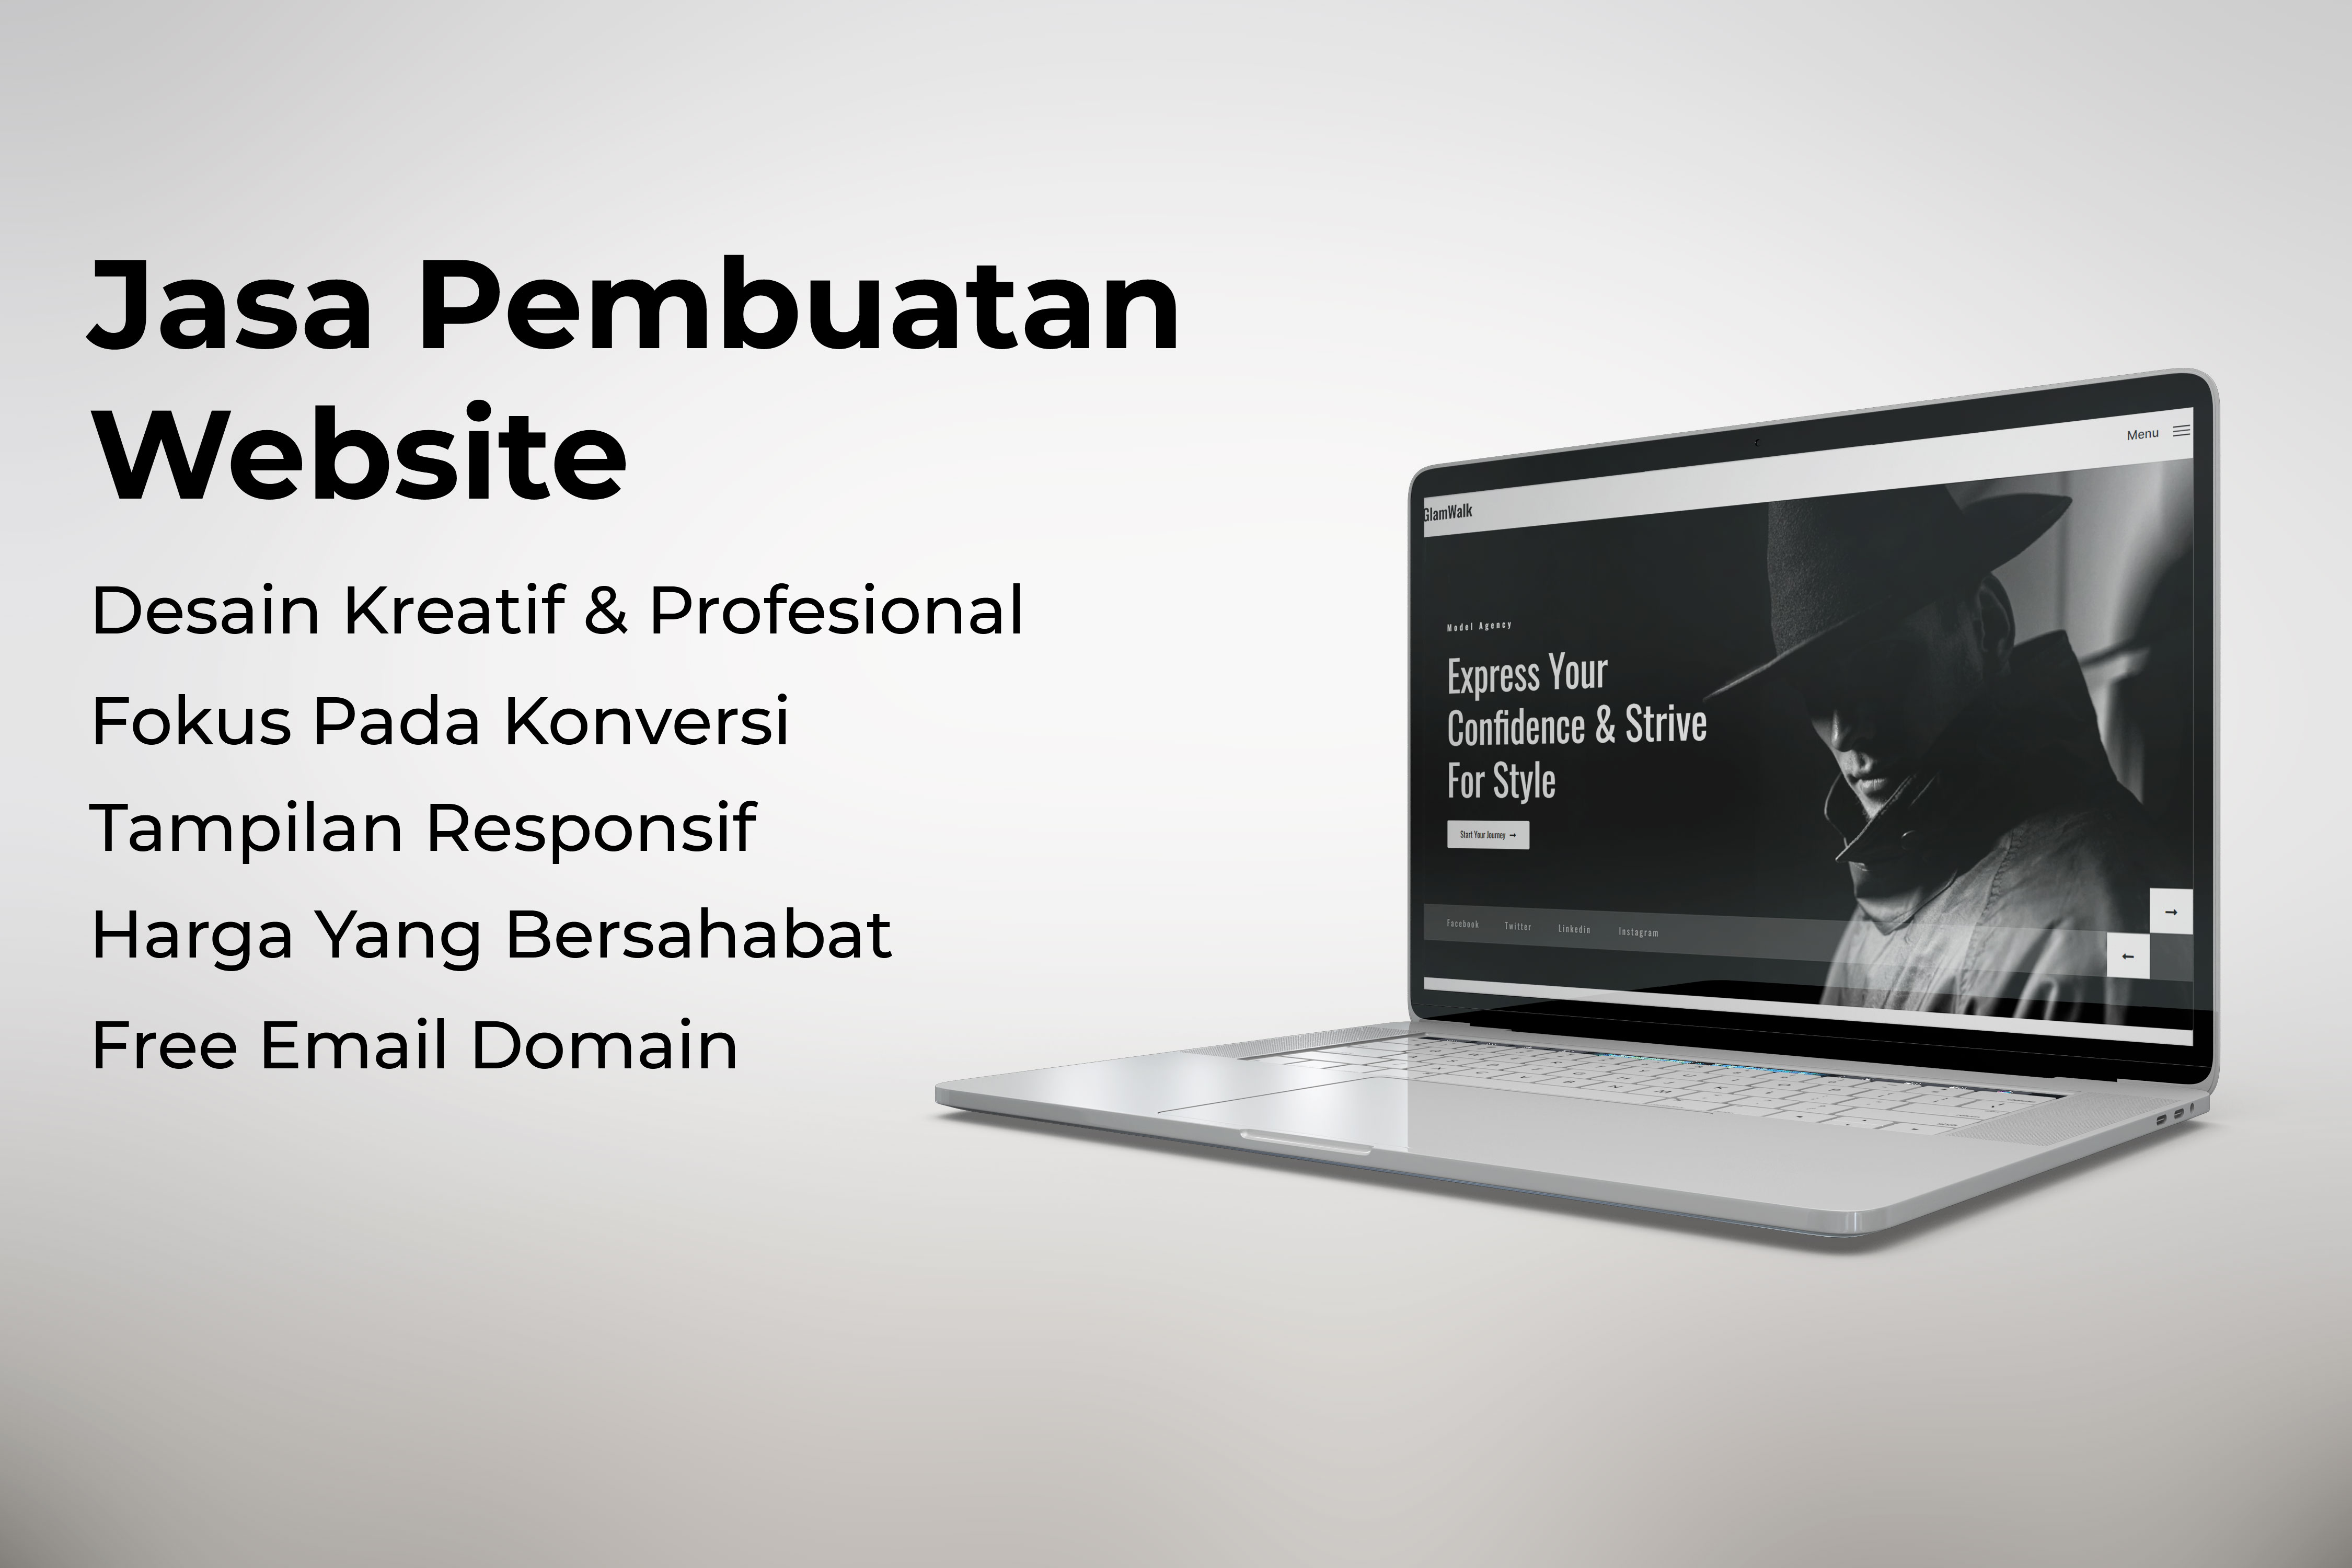 Jasa Pembuatan
Website
Desain Kreatif & Profesional
Fokus Pada Konversi
Tampilan Responsif
Harga Yang Bersahabat
Free Email Domain
GlamWalk
Menu
Model Agency
Express Your
Confidence & Strive
For Style
Start Your Journey →
Facebook Twitter Linkedin Instagram
→
←